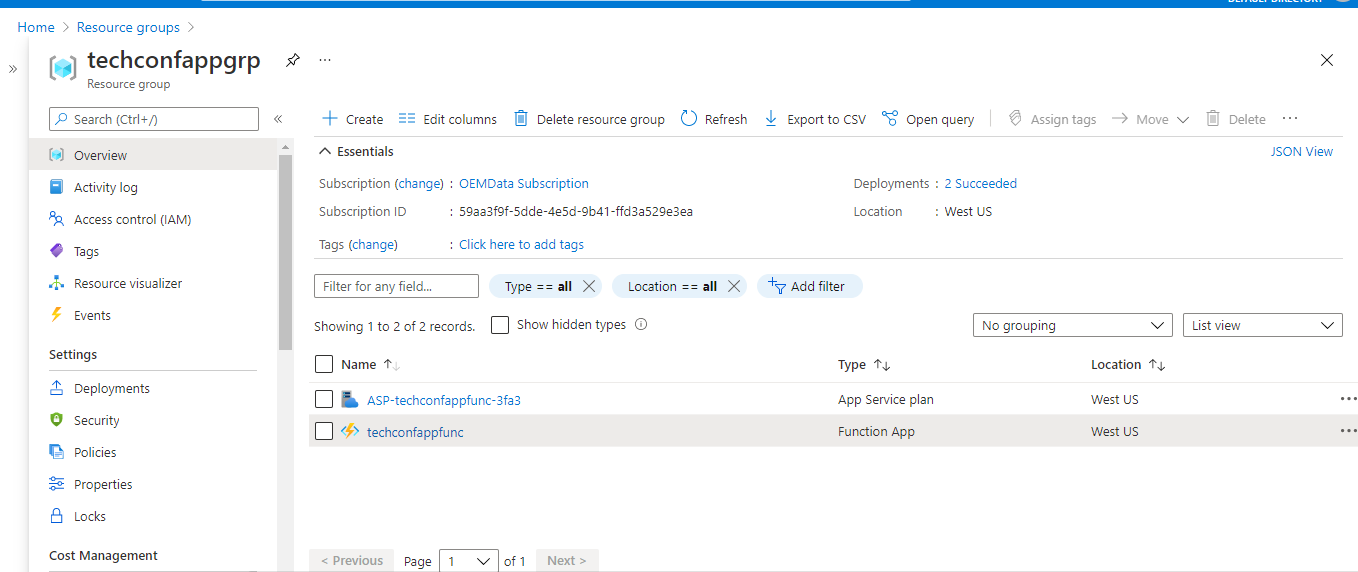 DEFAULT DIRECTORY
Home > Resource groups >
techconfappgrp
Resource group
Search (Ctrl+/)
Overview
Activity log
Access control (IAM)
Tags
Resource visualizer
Events
Settings
Deployments
Security
Policies
Properties
Locks
Cost Management
Create Edit columns Delete resource group Refresh Export to CSV Open query Assign tags Move Delete
Essentials JSON View
Subscription (change) : OEMData Subscription Deployments : 2 Succeeded
Subscription ID : 59aa3f9f-5dde-4e5d-9b41-ffd3a529e3ea Location : West US
Tags (change) : Click here to add tags
Filter for any field... Type == all Location == all Add filter
Showing 1 to 2 of 2 records. Show hidden types No grouping List view
Name Type Location
ASP-techconfappfunc-3fa3 App Service plan West US
techconfappfunc Function App West US
< Previous Page 1 of 1 Next >